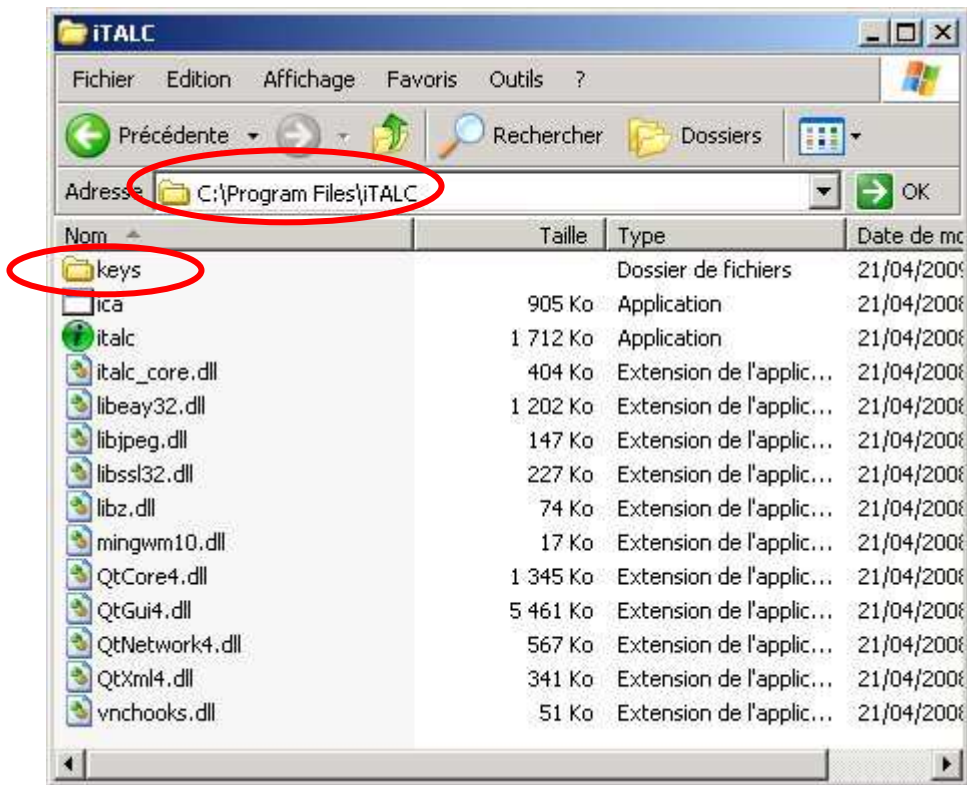 iTALC
Fichier Edition Affichage Favoris Outils ?
Précédente Rechercher Dossiers
Adresse C:\Program Files\iTALC OK
Nom Taille Type Date de mo
keys Dossier de fichiers 21/04/2009
ica 905 Ko Application 21/04/2008
italc 1 712 Ko Application 21/04/2008
italc_core.dll 404 Ko Extension de l'applic... 21/04/2008
libeay32.dll 1 202 Ko Extension de l'applic... 21/04/2008
libjpeg.dll 147 Ko Extension de l'applic... 21/04/2008
libssl32.dll 227 Ko Extension de l'applic... 21/04/2008
libz.dll 74 Ko Extension de l'applic... 21/04/2008
mingwm10.dll 17 Ko Extension de l'applic... 21/04/2008
QtCore4.dll 1 345 Ko Extension de l'applic... 21/04/2008
QtGui4.dll 5 461 Ko Extension de l'applic... 21/04/2008
QtNetwork4.dll 567 Ko Extension de l'applic... 21/04/2008
QtXml4.dll 341 Ko Extension de l'applic... 21/04/2008
vnchooks.dll 51 Ko Extension de l'applic... 21/04/2008